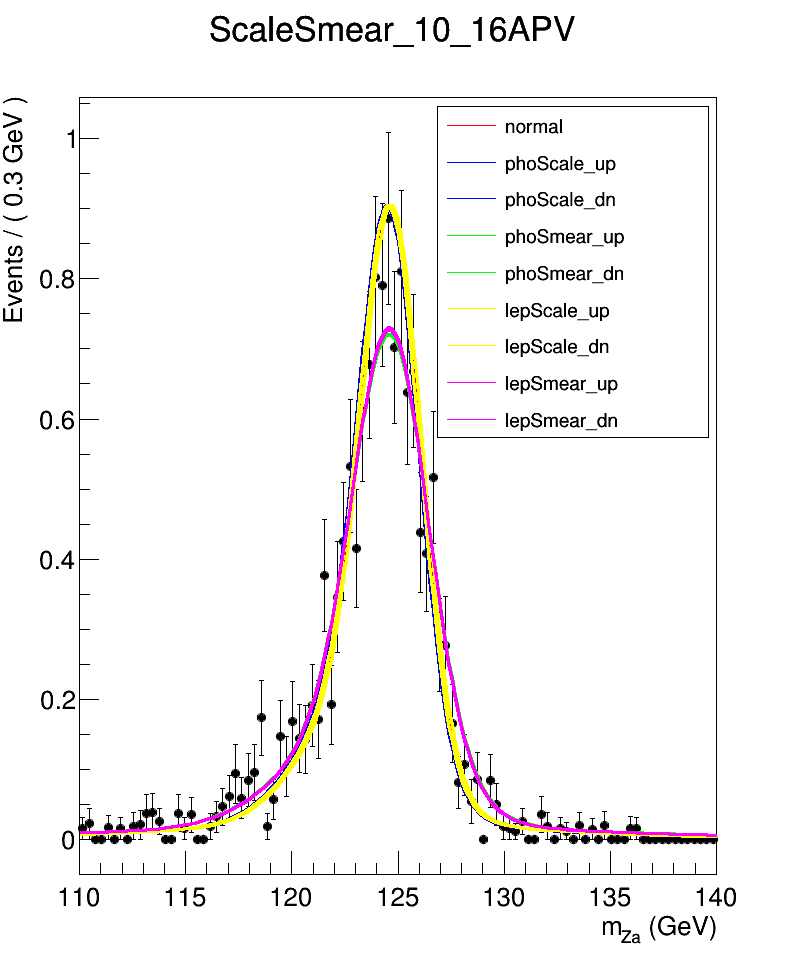 ScaleSmear_10_16APV
Events / ( 0.3 GeV )
1
0.8
0.6
0.4
0.2
0
normal
phoScale_up
phoScale_dn
phoSmear_up
phoSmear_dn
lepScale_up
lepScale_dn
lepSmear_up
lepSmear_dn
110 115 120 125 130 135 140
m_Za (GeV)